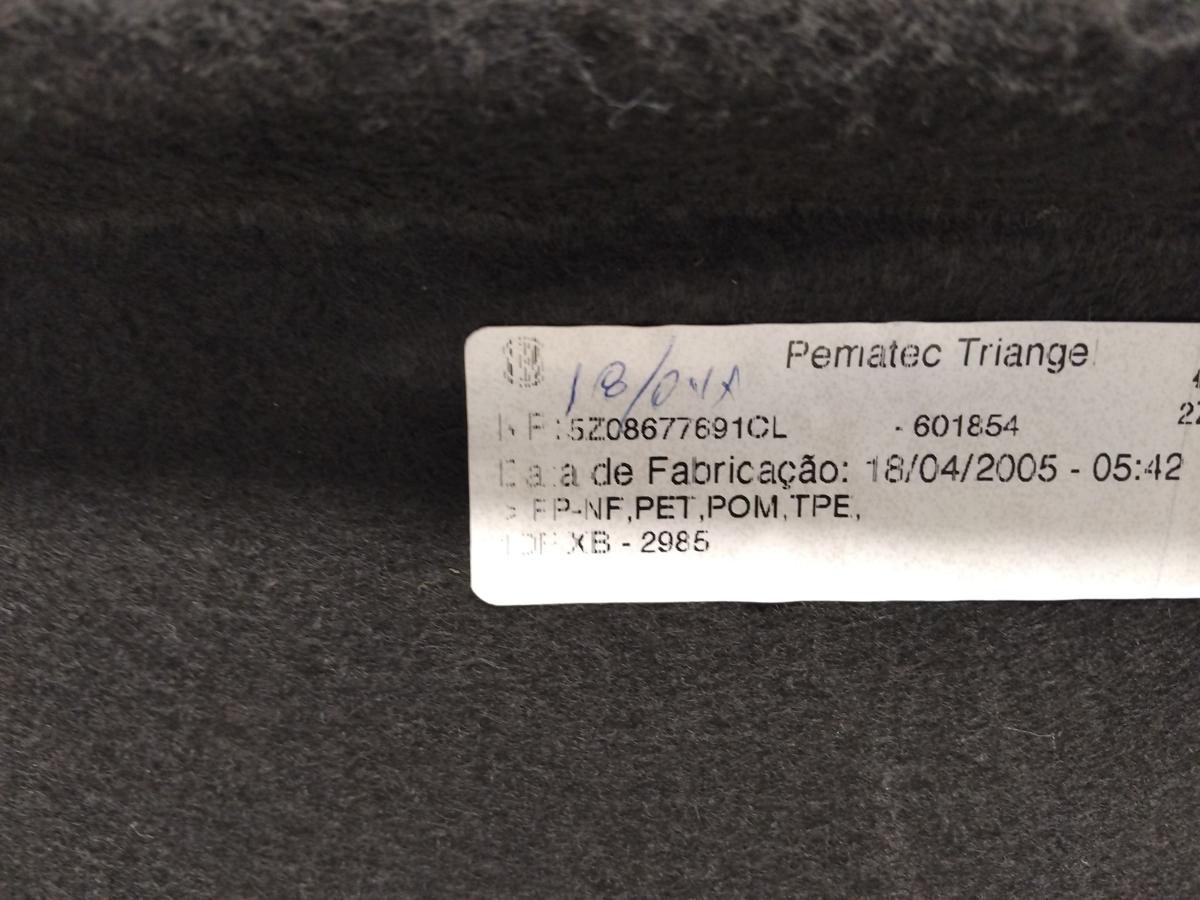 Pematec Triangel
18/04
5Z08677691CL - 601854
Data de Fabricação: 18/04/2005 - 05:42
> PP-NF,PET,POM,TPE,
XB - 2985